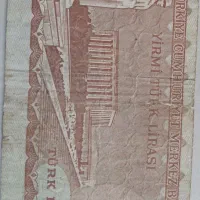 TÜRKİYE CUMHURİYET MERKEZ B
YİRMİ TÜRK LİRASI
TÜRK L